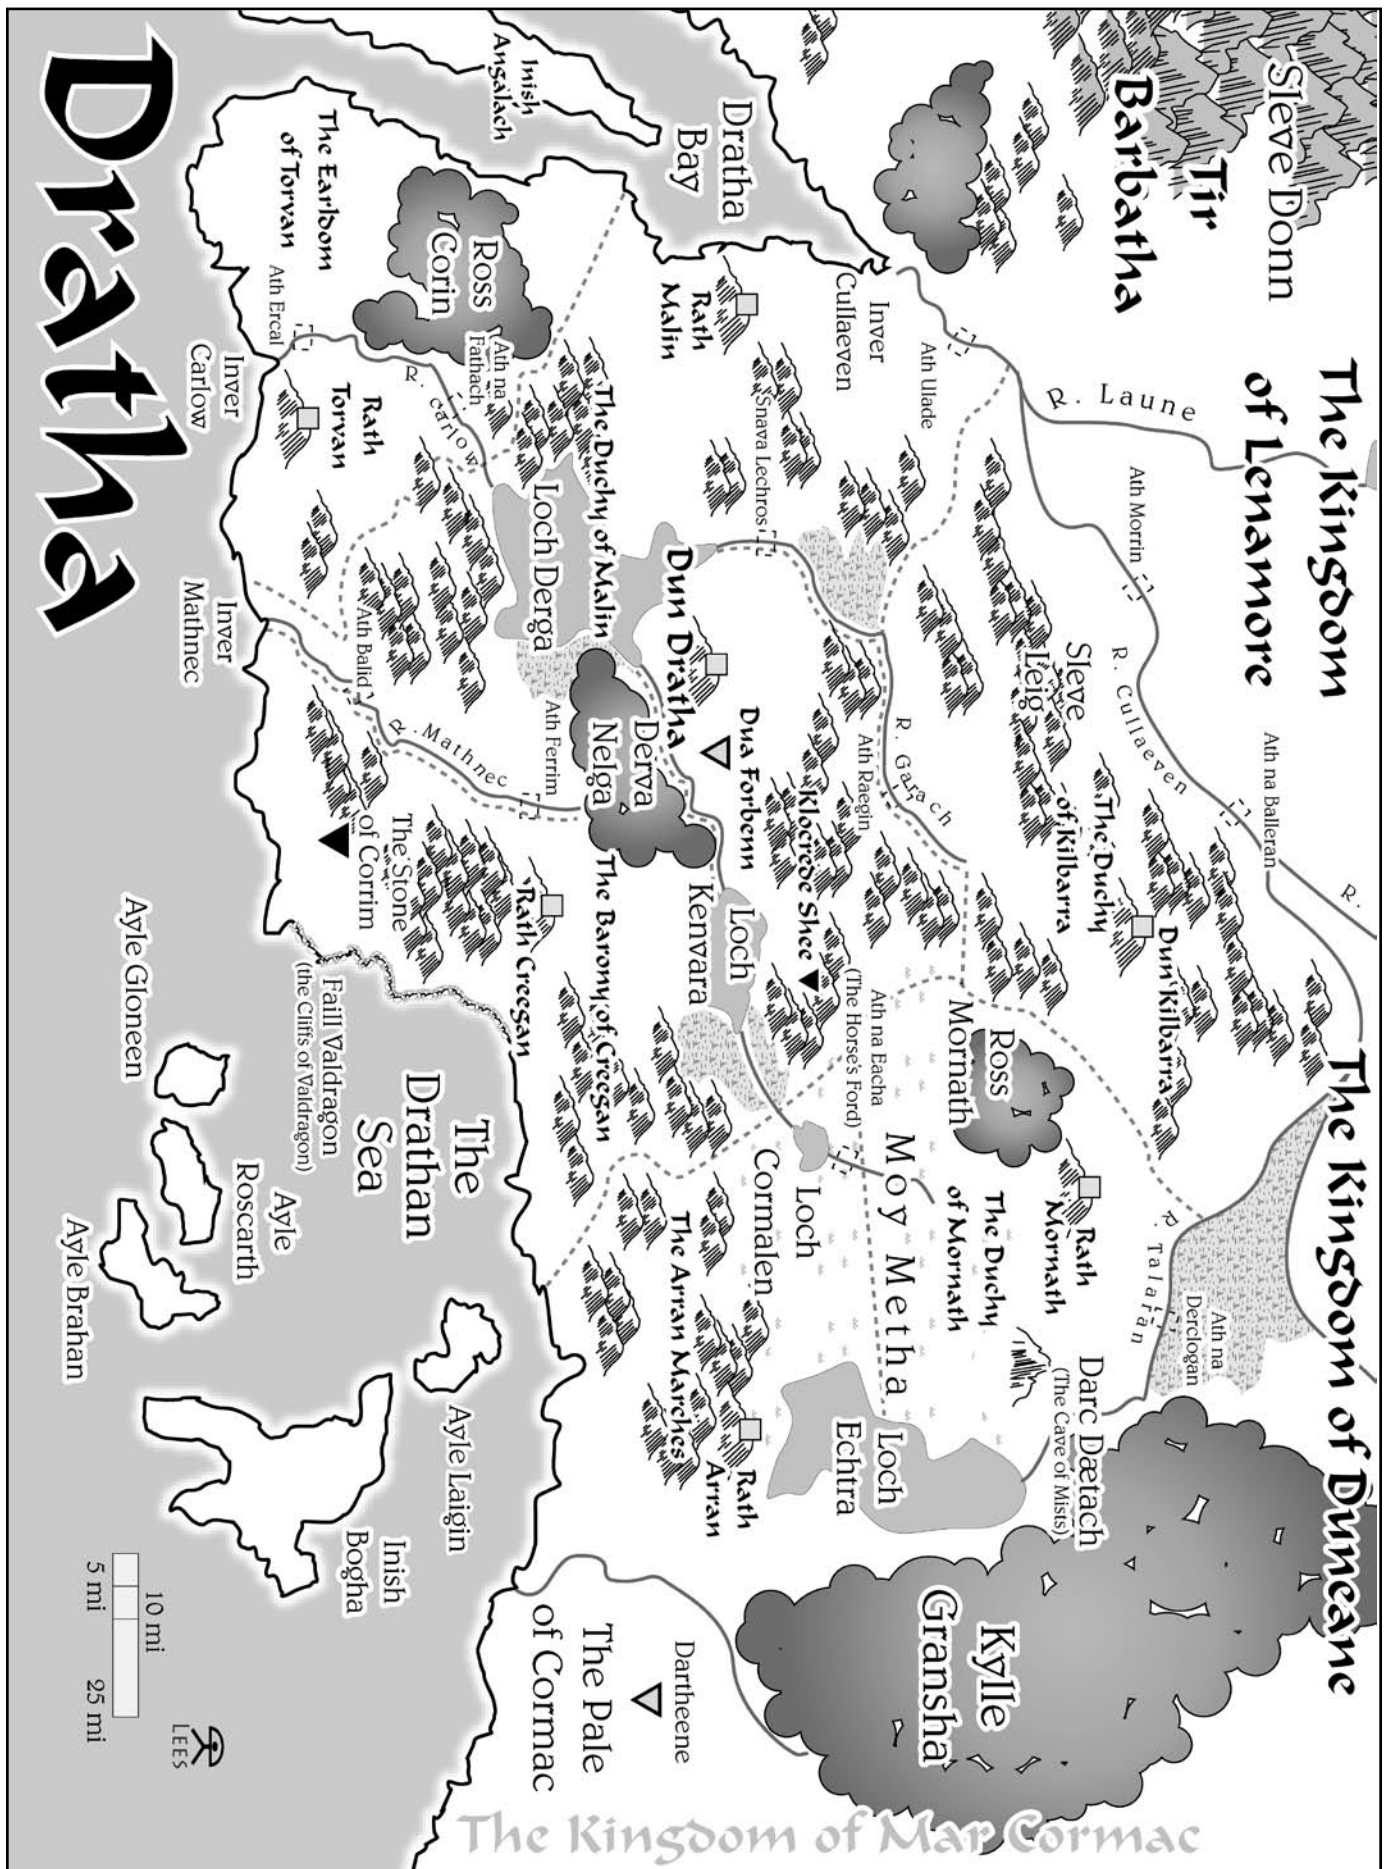 Sleve Donn
Tir
Barbatha
The Kingdom
of Lenamore
The Kingdom of Duncane
R. Laune
Ath Morrin
R. Cullaeven
Ath na Balleran
R.
Dratha
Bay
Inish
Angalach
Inver
Cullaeven
Ath Ulade
Sleve
Leig
The Duchy
of Kilbarra
Dun Kilbarra
R. Talaran
Ath na
Derclogan
Rath
Malin
Snava Lechros
R. Garach
Ath Raegin
Ross
Mornath
Rath
Mornath
The Duchy
of Mornath
Darc Dætach
(The Cave of Mists)
Kylle
Gransha
The Earldom
of Torvan
Ross
Corin
Ath na
Fathach
The Duchy of Malin
Dun Dratha
Dua Forbenn
Klocrede Shee
Ath na Eacha
(The Horse's Ford)
Moy Metha
Loch
Echtra
Ath Ercal
R. Carlow
Loch Derga
Derva
Nelga
Loch
Kenvara
Loch
Cormalen
Rath
Arran
The Arran Marches
Inver
Carlow
Rath
Torvan
Ath Balid
R. Mathnec
Ath Ferrim
The Barony of Creegan
Rath Creegan
Inver
Mathnec
The Stone
of Corrim
Faill Valdragon
(the Cliffs of Valdragon)
The
Drathan
Sea
Dartheene
The Pale
of Cormac
The Kingdom of Mar Cormac
Ayle Gloneen
Ayle
Roscarth
Ayle Brahan
Ayle Laigin
Inish
Bogha
Dratha
10 mi
5 mi
25 mi
LEES